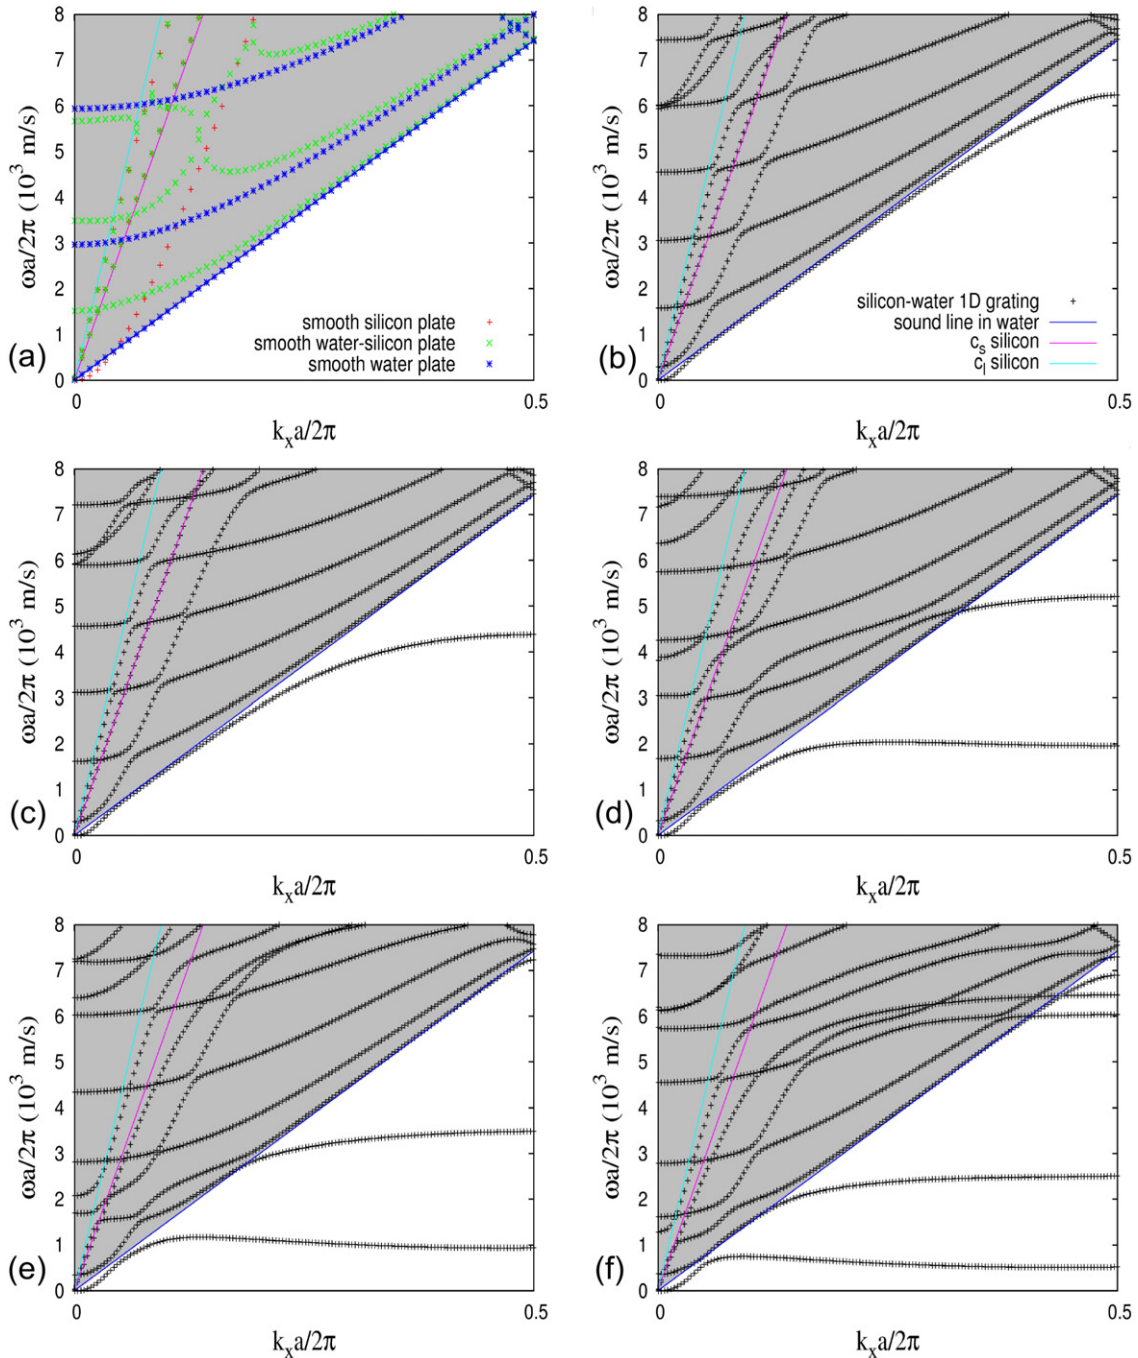 8
7
6
5
4
3
2
1
0
ωa/2π (10³ m/s)
smooth silicon plate
smooth water-silicon plate
smooth water plate
(a)
0
0.5
kₓa/2π
8
7
6
5
4
3
2
1
0
ωa/2π (10³ m/s)
silicon-water 1D grating
sound line in water
cₛ silicon
cₗ silicon
(b)
0
0.5
kₓa/2π
8
7
6
5
4
3
2
1
0
ωa/2π (10³ m/s)
(c)
0
0.5
kₓa/2π
8
7
6
5
4
3
2
1
0
ωa/2π (10³ m/s)
(d)
0
0.5
kₓa/2π
8
7
6
5
4
3
2
1
0
ωa/2π (10³ m/s)
(e)
0
0.5
kₓa/2π
8
7
6
5
4
3
2
1
0
ωa/2π (10³ m/s)
(f)
0
0.5
kₓa/2π